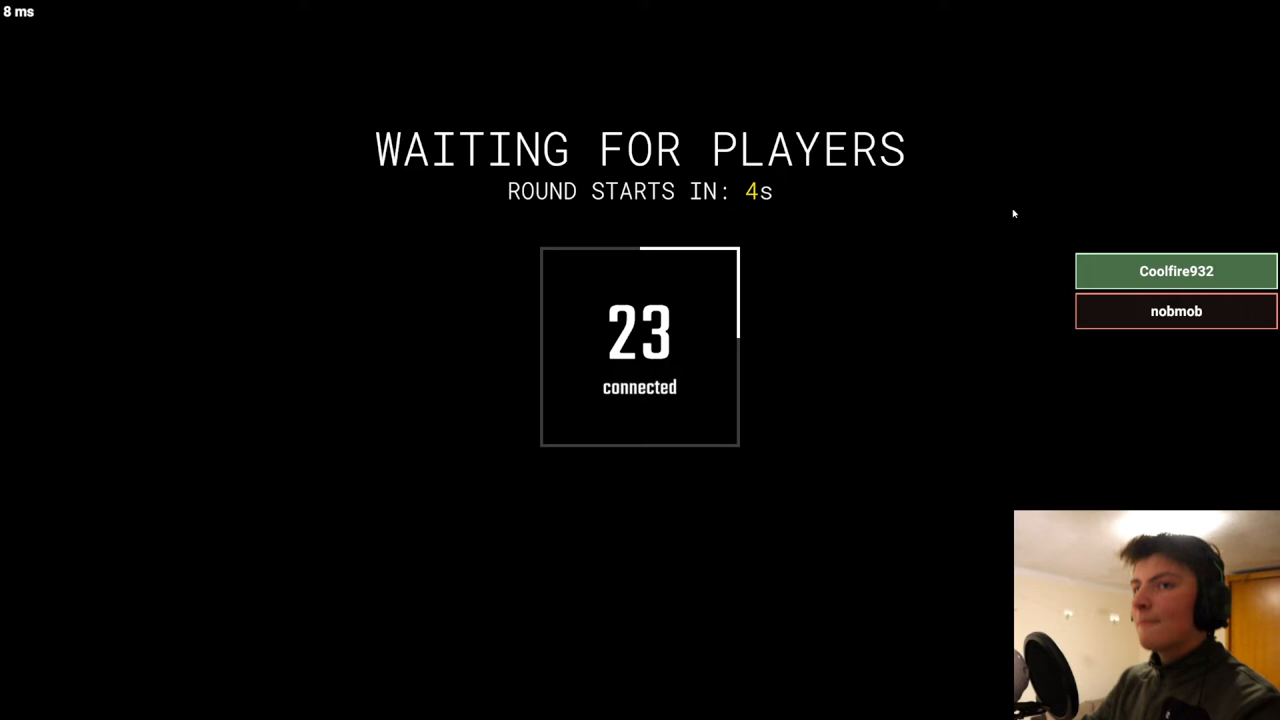 8 ms
WAITING FOR PLAYERS
ROUND STARTS IN: 4s
23
connected
Coolfire932
nobmob